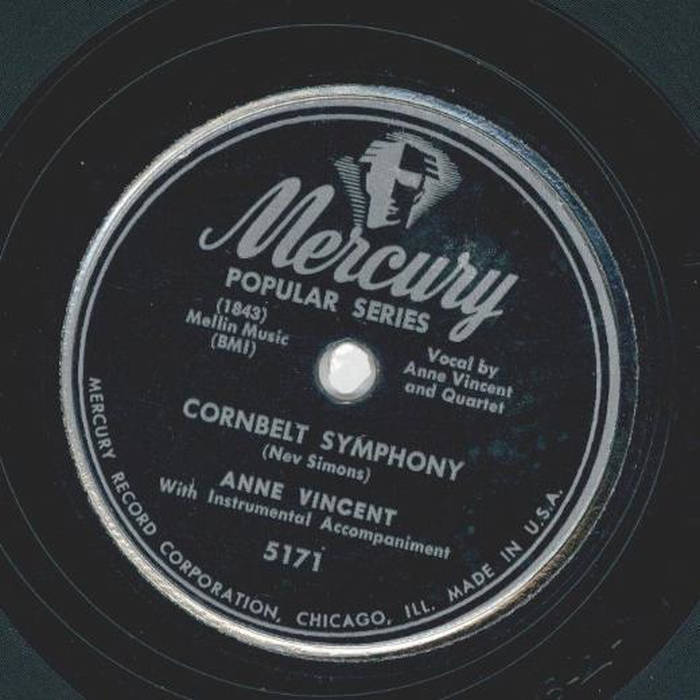 Mercury
POPULAR SERIES
(1843)
Mellin Music
(BMI)
Vocal by
Anne Vincent
and Quartet
CORNBELT SYMPHONY
(Nev Simons)
ANNE VINCENT
With Instrumental Accompaniment
5171
MERCURY RECORD CORPORATION, CHICAGO, ILL. MADE IN U.S.A.